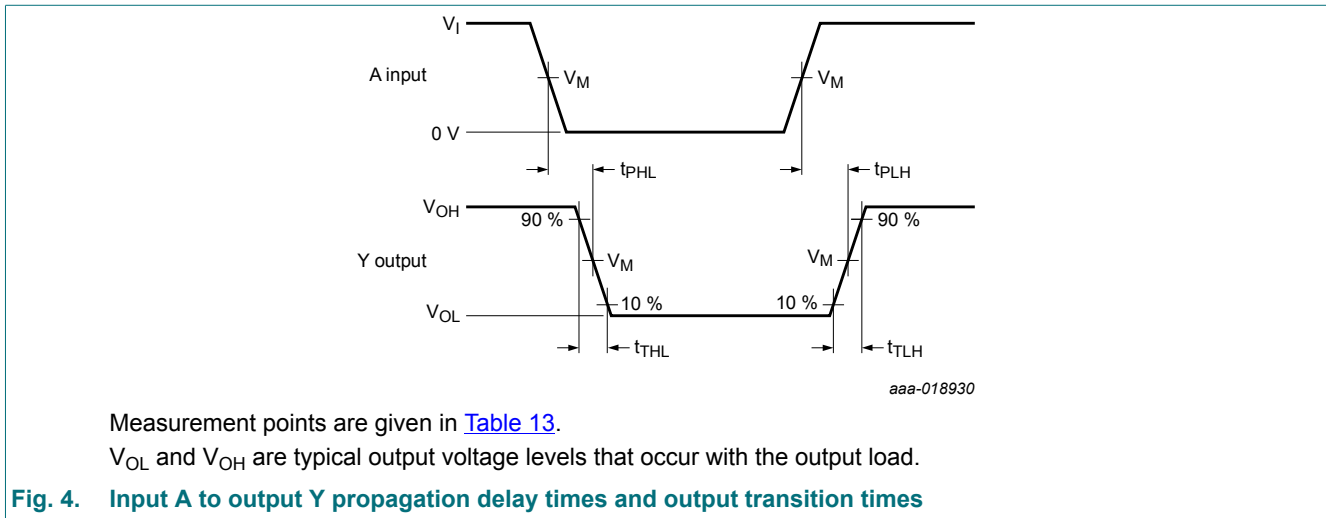 VI
A input
VM
VM
0 V
tPHL
tPLH
VOH
90 %
90 %
Y output
VM
VM
10 %
10 %
VOL
tTHL
tTLH
aaa-018930
Measurement points are given in Table 13.
VOL and VOH are typical output voltage levels that occur with the output load.
Fig. 4. Input A to output Y propagation delay times and output transition times